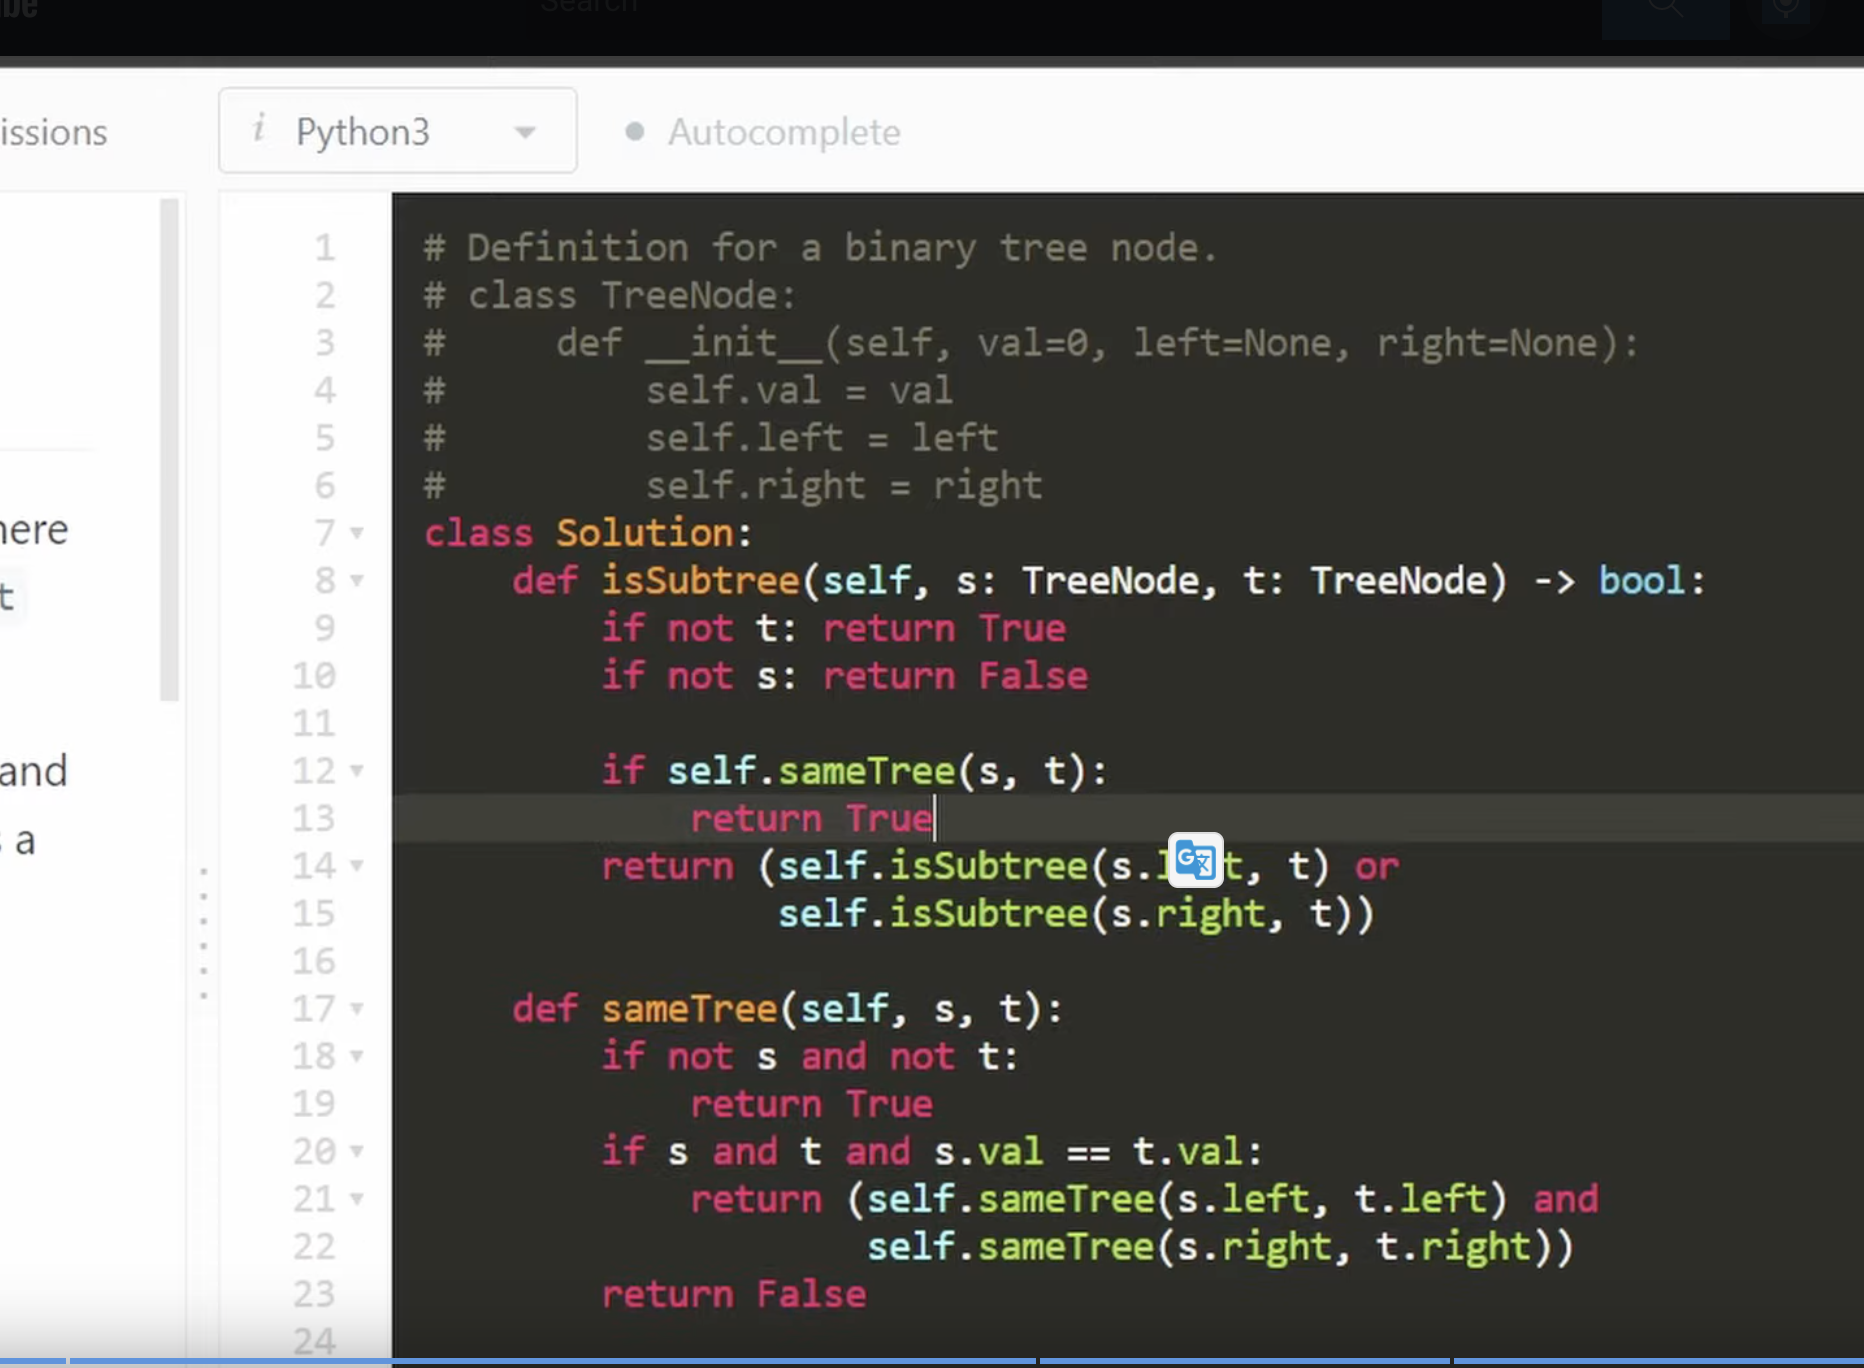 Search
issions
i Python3
Autocomplete
here
t
and
s a
1 # Definition for a binary tree node.
2 # class TreeNode:
3 #     def __init__(self, val=0, left=None, right=None):
4 #         self.val = val
5 #         self.left = left
6 #         self.right = right
7 class Solution:
8     def isSubtree(self, s: TreeNode, t: TreeNode) -> bool:
9         if not t: return True
10         if not s: return False
11
12         if self.sameTree(s, t):
13             return True
14         return (self.isSubtree(s.l t, t) or
15                 self.isSubtree(s.right, t))
16
17     def sameTree(self, s, t):
18         if not s and not t:
19             return True
20         if s and t and s.val == t.val:
21             return (self.sameTree(s.left, t.left) and
22                     self.sameTree(s.right, t.right))
23         return False
24